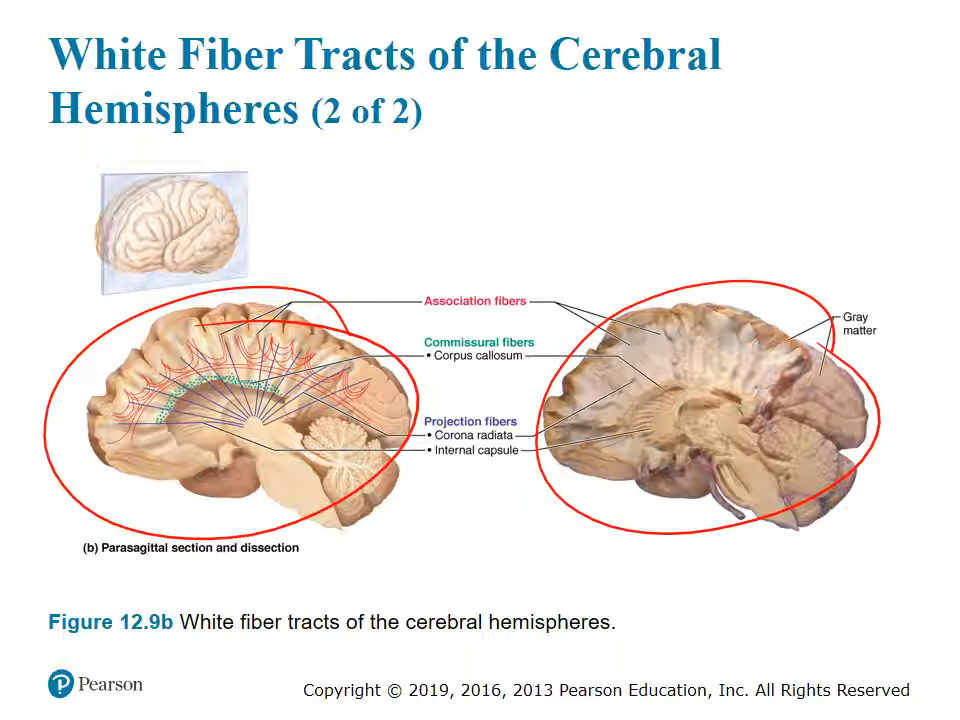 White Fiber Tracts of the Cerebral
Hemispheres (2 of 2)
Association fibers
Gray
matter
Commissural fibers
• Corpus callosum
Projection fibers
• Corona radiata
• Internal capsule
(b) Parasagittal section and dissection
Figure 12.9b White fiber tracts of the cerebral hemispheres.
P Pearson
Copyright © 2019, 2016, 2013 Pearson Education, Inc. All Rights Reserved